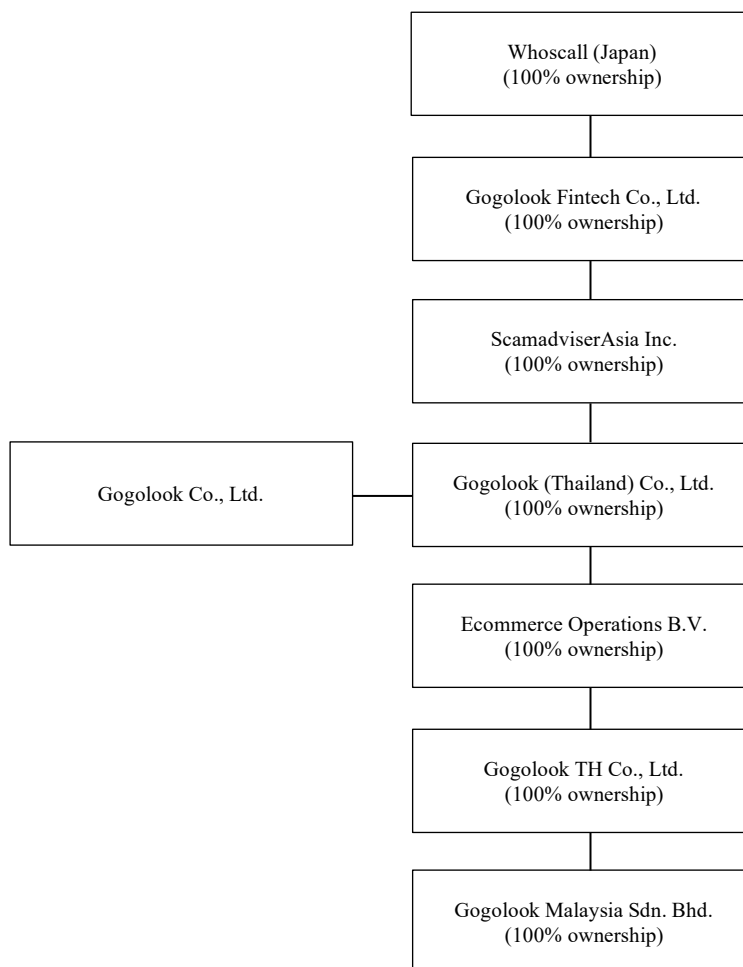 Whoscall (Japan)
(100% ownership)
Gogolook Fintech Co., Ltd.
(100% ownership)
ScamadviserAsia Inc.
(100% ownership)
Gogolook Co., Ltd.
Gogolook (Thailand) Co., Ltd.
(100% ownership)
Ecommerce Operations B.V.
(100% ownership)
Gogolook TH Co., Ltd.
(100% ownership)
Gogolook Malaysia Sdn. Bhd.
(100% ownership)